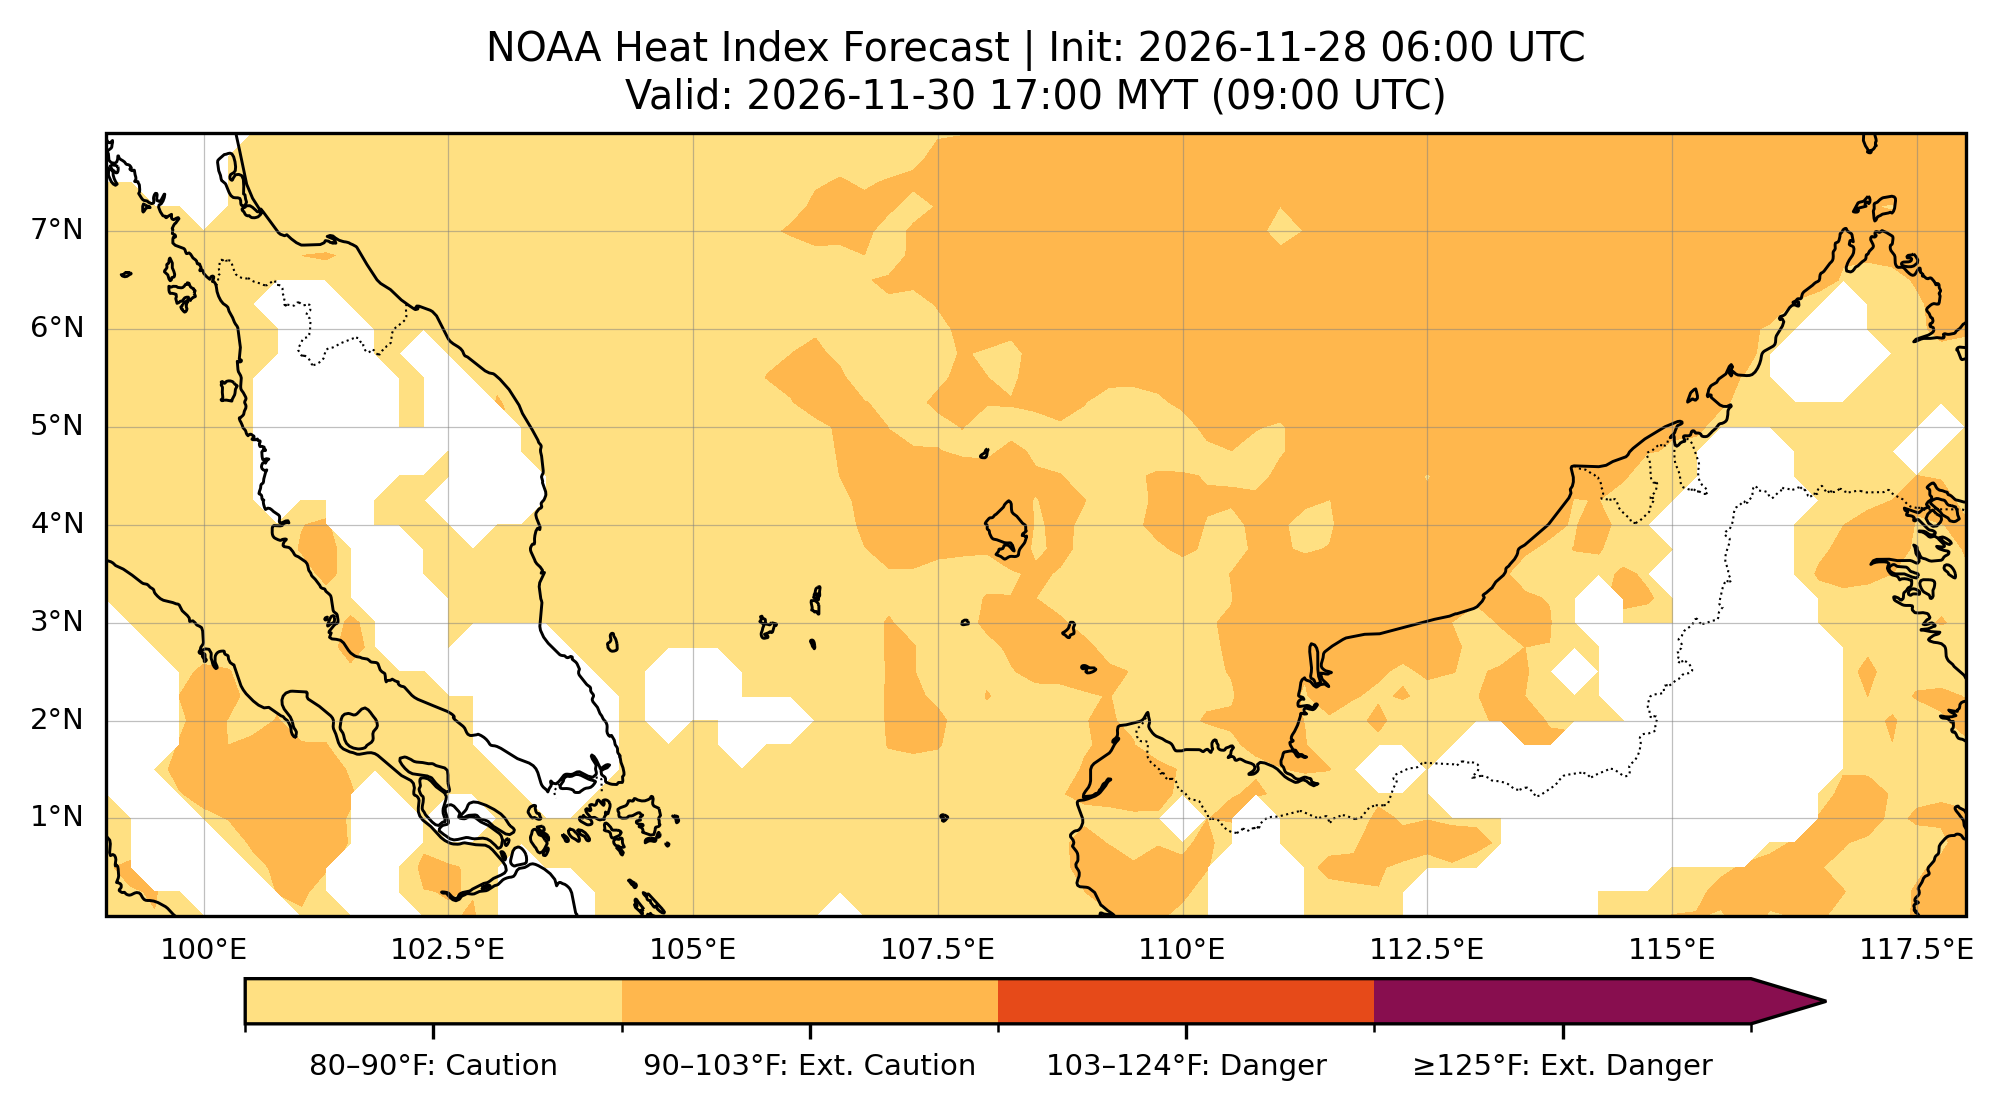 NOAA Heat Index Forecast | Init: 2026-11-28 06:00 UTC
Valid: 2026-11-30 17:00 MYT (09:00 UTC)
7°N
6°N
5°N
4°N
3°N
2°N
1°N
100°E 102.5°E 105°E 107.5°E 110°E 112.5°E 115°E 117.5°E
80–90°F: Caution 90–103°F: Ext. Caution 103–124°F: Danger ≥125°F: Ext. Danger